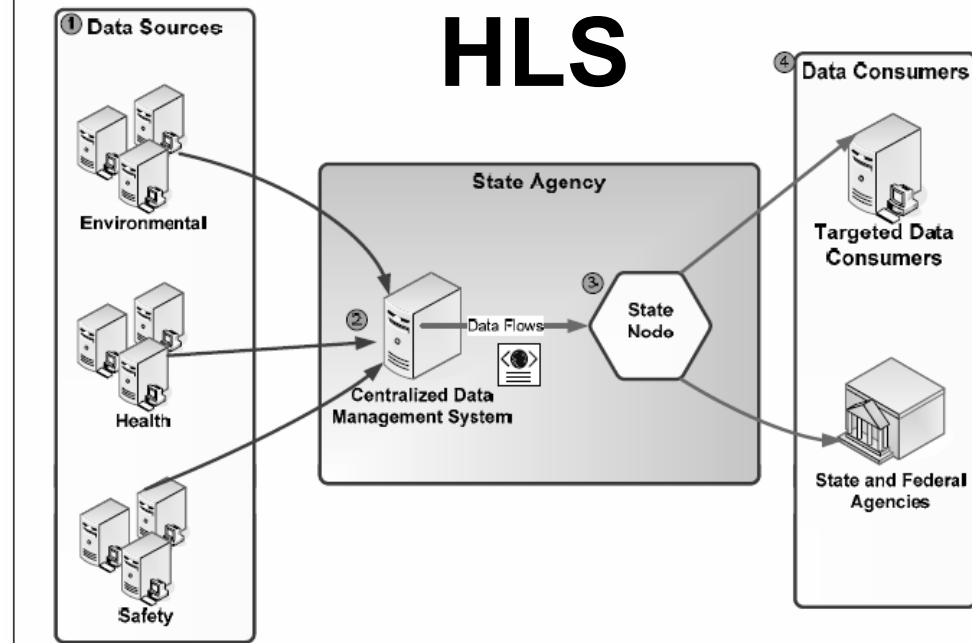 HLS
1 Data Sources
Environmental
Health
Safety
State Agency
2
Centralized Data
Management System
Data Flows
3
State
Node
4 Data Consumers
Targeted Data
Consumers
State and Federal
Agencies